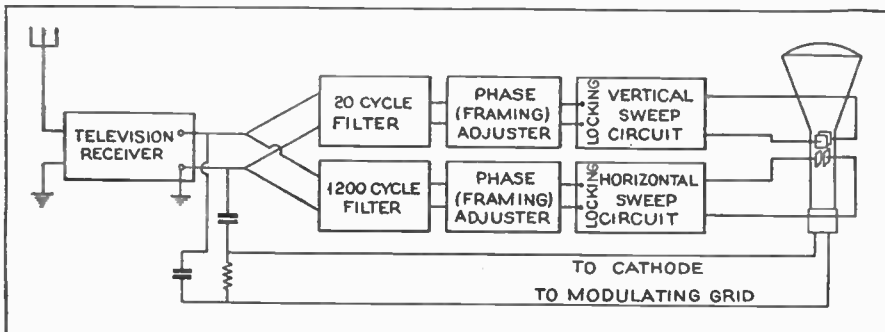 TELEVISION
RECEIVER
20 CYCLE
FILTER
PHASE
(FRAMING)
ADJUSTER
LOCKING
VERTICAL
SWEEP
CIRCUIT
1200 CYCLE
FILTER
PHASE
(FRAMING)
ADJUSTER
LOCKING
HORIZONTAL
SWEEP
CIRCUIT
TO CATHODE
TO MODULATING GRID